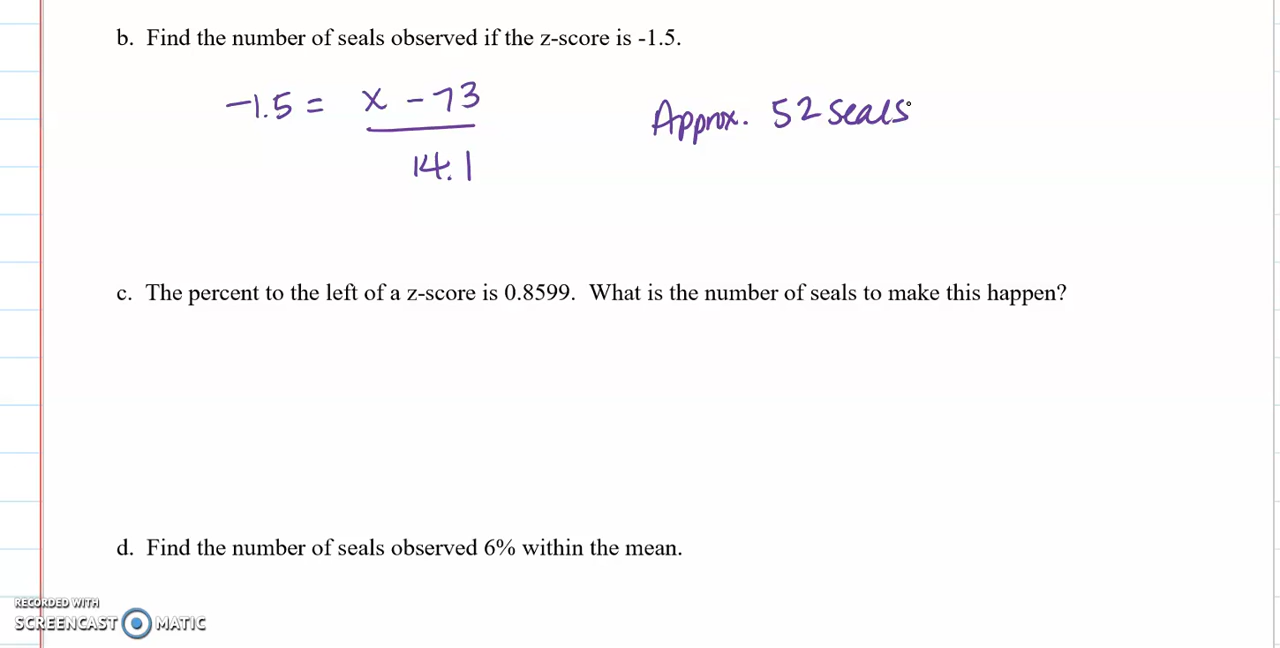 b. Find the number of seals observed if the z-score is -1.5.
-1.5 = x - 73
14.1
Approx. 52 seals
c. The percent to the left of a z-score is 0.8599. What is the number of seals to make this happen?
d. Find the number of seals observed 6% within the mean.
RECORDED WITH
SCREENCAST MATIC